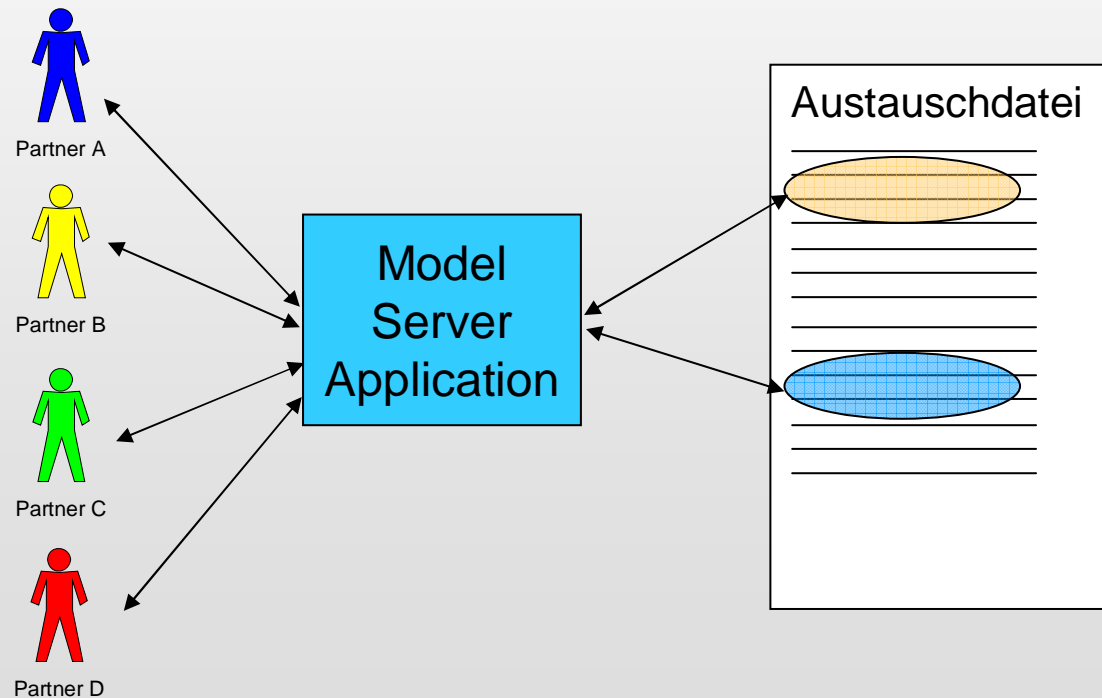 Partner A
Partner B
Partner C
Partner D
Model
Server
Application
Austauschdatei